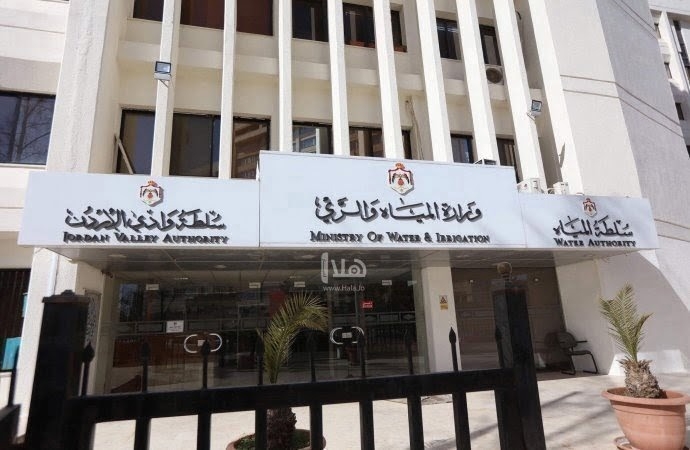 سلطة وادي الأردن
JORDAN VALLEY AUTHORITY
وزارة المياه والري
MINISTRY OF WATER & IRRIGATION
سلطة المياه
WATER AUTHORITY
هلا
www.Hala.Jo